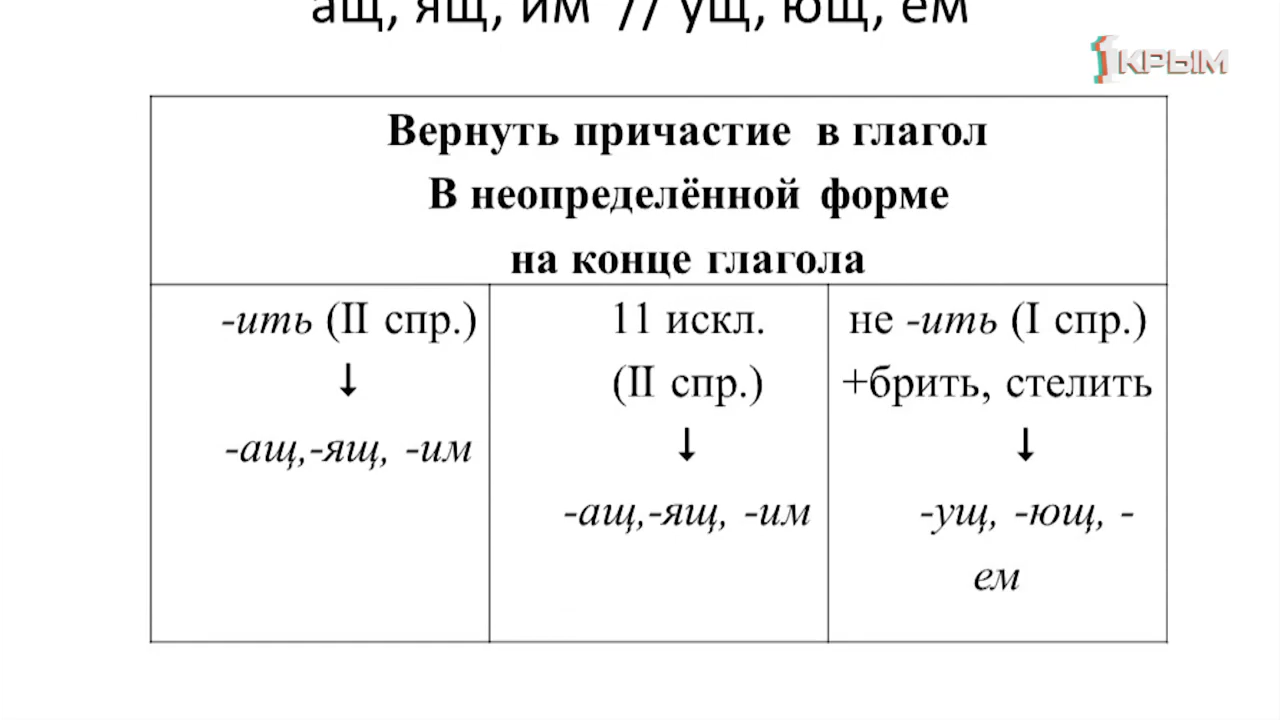 ащ, ящ, им // ущ, ющ, ем
1 КРЫМ
Вернуть причастие в глагол
В неопределённой форме
на конце глагола
-ить (II спр.)
↓
-ащ,-ящ, -им
11 искл.
(II спр.)
↓
-ащ,-ящ, -им
не -ить (I спр.)
+брить, стелить
↓
-ущ, -ющ, -
ем